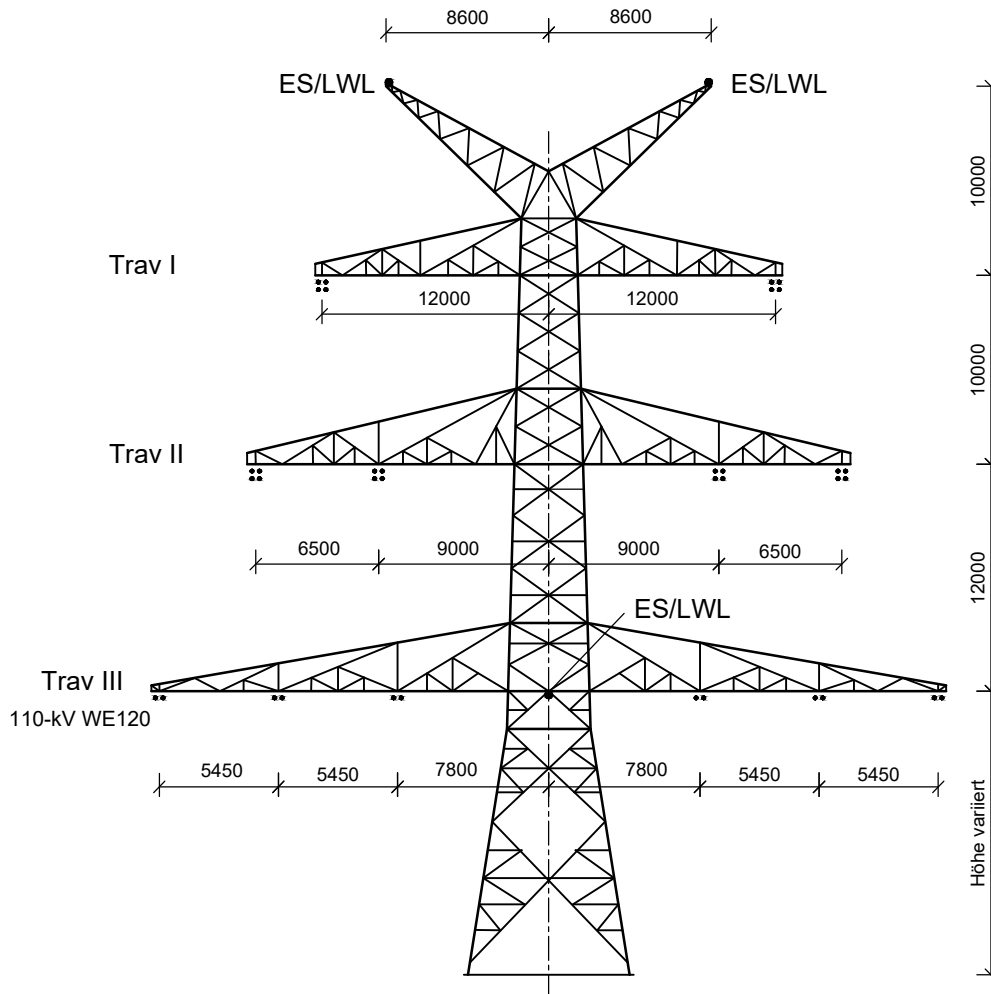 8600 8600
ES/LWL ES/LWL
10000
Trav I
12000 12000
10000
Trav II
6500 9000 9000 6500
12000
ES/LWL
Trav III
110-kV WE120
5450 5450 7800 7800 5450 5450
Höhe variiert